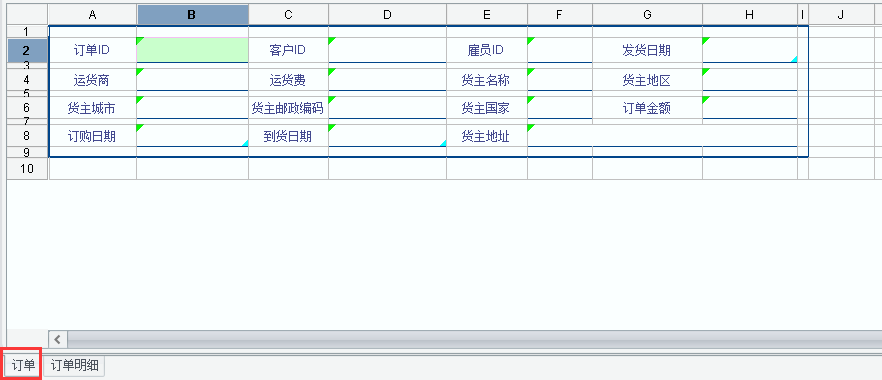 A B C D E F G H I J
1
2 订单ID 客户ID 雇员ID 发货日期
3
4 运货商 运货费 货主名称 货主地区
5
6 货主城市 货主邮政编码 货主国家 订单金额
7
8 订购日期 到货日期 货主地址
9
10
订单 订单明细